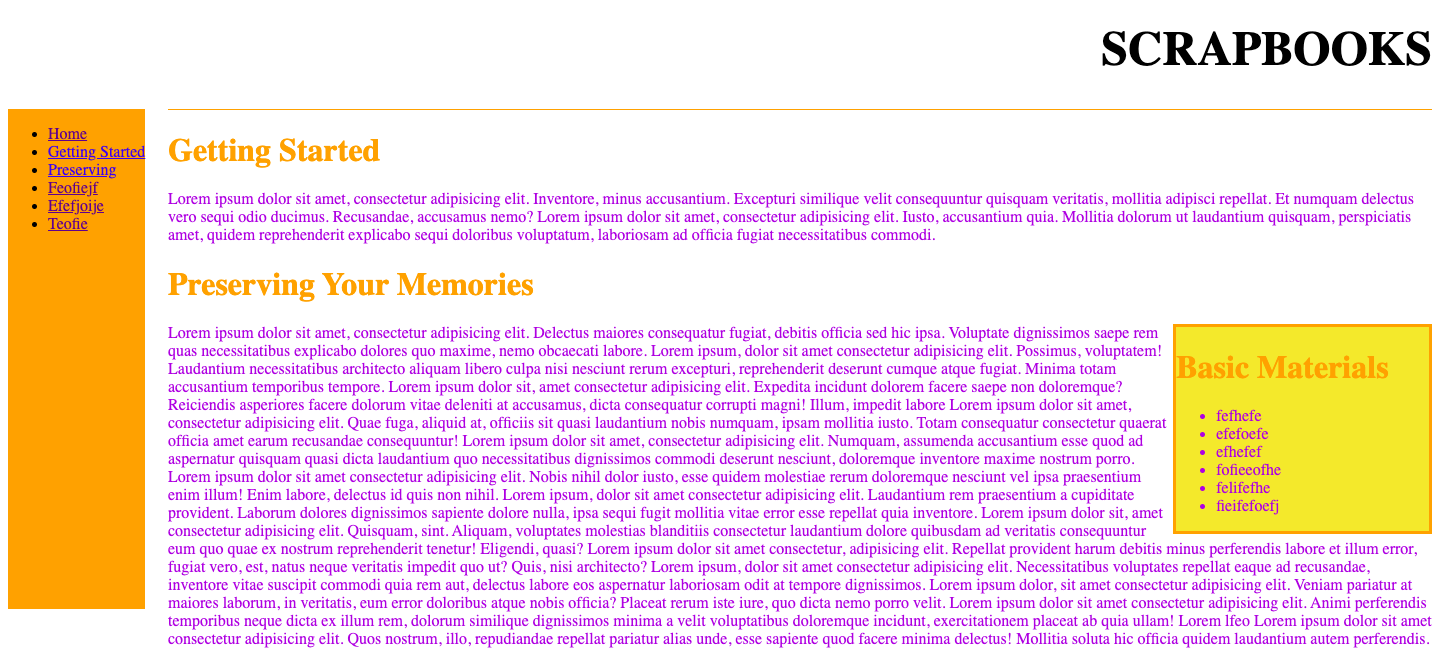 SCRAPBOOKS
Home
Getting Started
Preserving
Feofiejf
Efefjoije
Teofie
Getting Started
Lorem ipsum dolor sit amet, consectetur adipisicing elit. Inventore, minus accusantium. Excepturi similique velit consequuntur quisquam veritatis, mollitia adipisci repellat. Et numquam delectus
vero sequi odio ducimus. Recusandae, accusamus nemo? Lorem ipsum dolor sit amet, consectetur adipisicing elit. Iusto, accusantium quia. Mollitia dolorum ut laudantium quisquam, perspiciatis
amet, quidem reprehenderit explicabo sequi doloribus voluptatum, laboriosam ad officia fugiat necessitatibus commodi.
Preserving Your Memories
Lorem ipsum dolor sit amet, consectetur adipisicing elit. Delectus maiores consequatur fugiat, debitis officia sed hic ipsa. Voluptate dignissimos saepe rem
quas necessitatibus explicabo dolores quo maxime, nemo obcaecati labore. Lorem ipsum, dolor sit amet consectetur adipisicing elit. Possimus, voluptatem!
Laudantium necessitatibus architecto aliquam libero culpa nisi nesciunt rerum excepturi, reprehenderit deserunt cumque atque fugiat. Minima totam
accusantium temporibus tempore. Lorem ipsum dolor sit, amet consectetur adipisicing elit. Expedita incidunt dolorem facere saepe non doloremque?
Reiciendis asperiores facere dolorum vitae deleniti at accusamus, dicta consequatur corrupti magni! Illum, impedit labore Lorem ipsum dolor sit amet,
consectetur adipisicing elit. Quae fuga, aliquid at, officiis sit quasi laudantium nobis numquam, ipsam mollitia iusto. Totam consequatur consectetur quaerat
officia amet earum recusandae consequuntur! Lorem ipsum dolor sit amet, consectetur adipisicing elit. Numquam, assumenda accusantium esse quod ad
aspernatur quisquam quasi dicta laudantium quo necessitatibus dignissimos commodi deserunt nesciunt, doloremque inventore maxime nostrum porro.
Lorem ipsum dolor sit amet consectetur adipisicing elit. Nobis nihil dolor iusto, esse quidem molestiae rerum doloremque nesciunt vel ipsa praesentium
enim illum! Enim labore, delectus id quis non nihil. Lorem ipsum, dolor sit amet consectetur adipisicing elit. Laudantium rem praesentium a cupiditate
provident. Laborum dolores dignissimos sapiente dolore nulla, ipsa sequi fugit mollitia vitae error esse repellat quia inventore. Lorem ipsum dolor sit, amet
consectetur adipisicing elit. Quisquam, sint. Aliquam, voluptates molestias blanditiis consectetur laudantium dolore quibusdam ad veritatis consequuntur
eum quo quae ex nostrum reprehenderit tenetur! Eligendi, quasi? Lorem ipsum dolor sit amet consectetur, adipisicing elit. Repellat provident harum debitis minus perferendis labore et illum error,
fugiat vero, est, natus neque veritatis impedit quo ut? Quis, nisi architecto? Lorem ipsum, dolor sit amet consectetur adipisicing elit. Necessitatibus voluptates repellat eaque ad recusandae,
inventore vitae suscipit commodi quia rem aut, delectus labore eos aspernatur laboriosam odit at tempore dignissimos. Lorem ipsum dolor, sit amet consectetur adipisicing elit. Veniam pariatur at
maiores laborum, in veritatis, eum error doloribus atque nobis officia? Placeat rerum iste iure, quo dicta nemo porro velit. Lorem ipsum dolor sit amet consectetur adipisicing elit. Animi perferendis
temporibus neque dicta ex illum rem, dolorum similique dignissimos minima a velit voluptatibus doloremque incidunt, exercitationem placeat ab quia ullam! Lorem lfeo Lorem ipsum dolor sit amet
consectetur adipisicing elit. Quos nostrum, illo, repudiandae repellat pariatur alias unde, esse sapiente quod facere minima delectus! Mollitia soluta hic officia quidem laudantium autem perferendis.
Basic Materials
fefhefe
efefoefe
efhefef
fofieeofhe
felifefhe
fieifefoefj